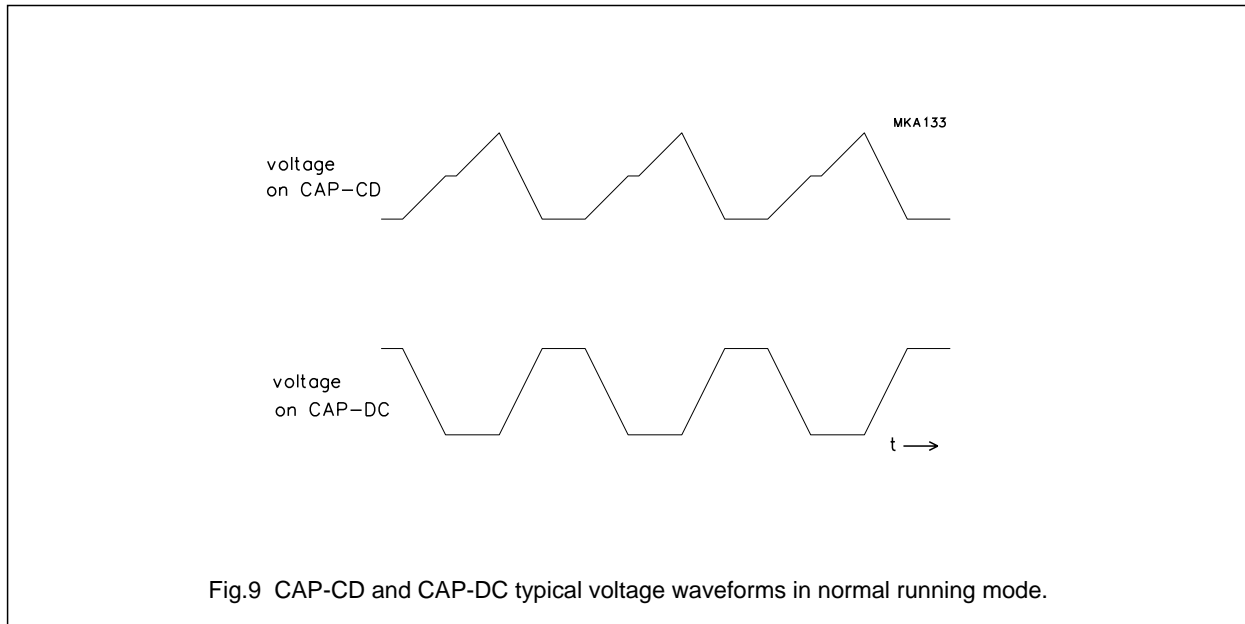 MKA133
voltage
on CAP-CD
voltage
on CAP-DC
t
Fig.9 CAP-CD and CAP-DC typical voltage waveforms in normal running mode.